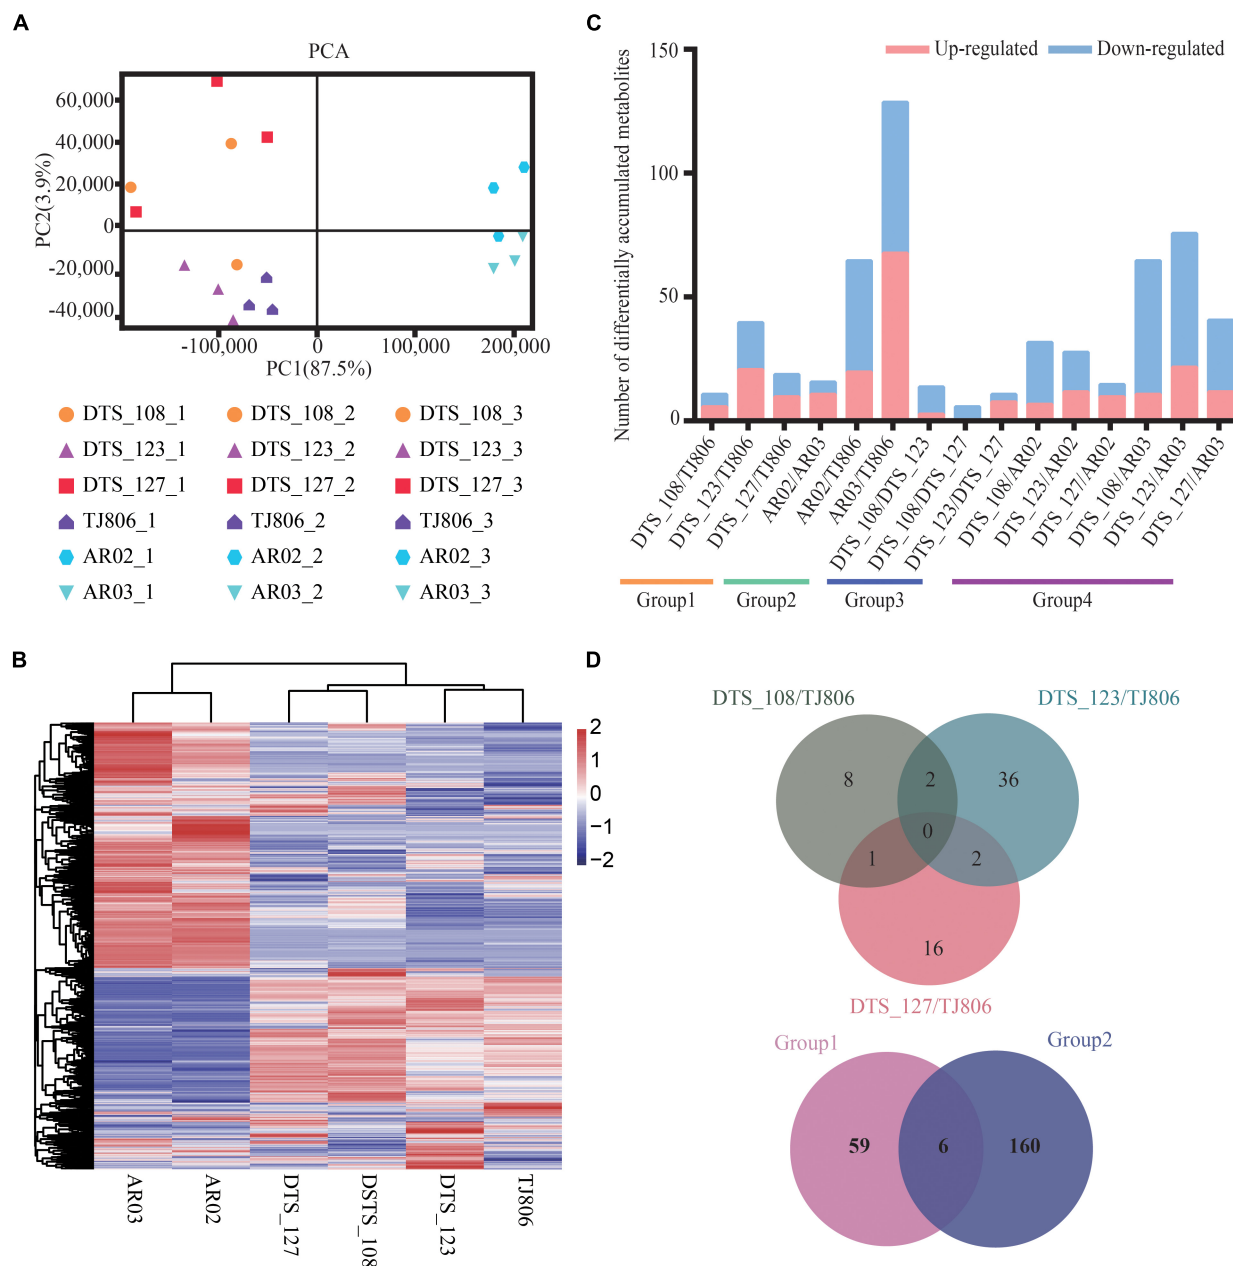 A
PCA
60,000
40,000
20,000
0
-20,000
-40,000
PC2(3.9%)
-100,000 0 100,000 200,000
PC1(87.5%)
DTS_108_1 DTS_108_2 DTS_108_3
DTS_123_1 DTS_123_2 DTS_123_3
DTS_127_1 DTS_127_2 DTS_127_3
TJ806_1 TJ806_2 TJ806_3
AR02_1 AR02_2 AR02_3
AR03_1 AR03_2 AR03_3
C
Up-regulated Down-regulated
Number of differentially accumulated metabolites
150
100
50
0
DTS_108/TJ806
DTS_123/TJ806
DTS_127/TJ806
AR02/AR03
AR02/TJ806
AR03/TJ806
DTS_108/DTS_123
DTS_108/DTS_127
DTS_123/DTS_127
DTS_108/AR02
DTS_123/AR02
DTS_127/AR02
DTS_108/AR03
DTS_123/AR03
DTS_127/AR03
Group1 Group2 Group3 Group4
B
2
1
0
−1
−2
AR03
AR02
DTS_127
DSTS_108
DTS_123
TJ806
D
DTS_108/TJ806 DTS_123/TJ806
8 2 36
0
1 2
16
DTS_127/TJ806
Group1 Group2
59 6 160